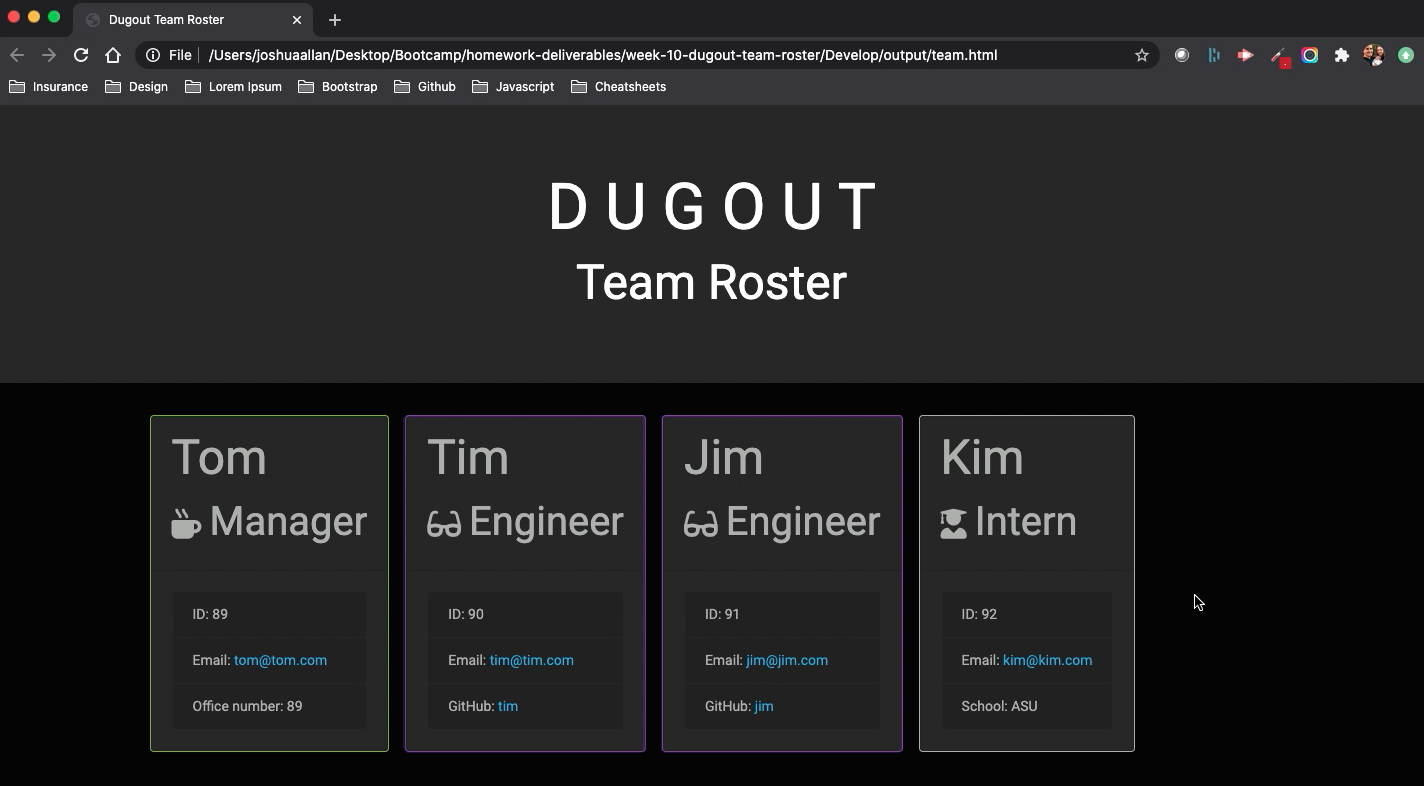 Dugout Team Roster
File /Users/joshuaallan/Desktop/Bootcamp/homework-deliverables/week-10-dugout-team-roster/Develop/output/team.html
Insurance Design Lorem Ipsum Bootstrap Github Javascript Cheatsheets
DUGOUT
Team Roster
Tom
Manager
ID: 89
Email: tom@tom.com
Office number: 89
Tim
Engineer
ID: 90
Email: tim@tim.com
GitHub: tim
Jim
Engineer
ID: 91
Email: jim@jim.com
GitHub: jim
Kim
Intern
ID: 92
Email: kim@kim.com
School: ASU